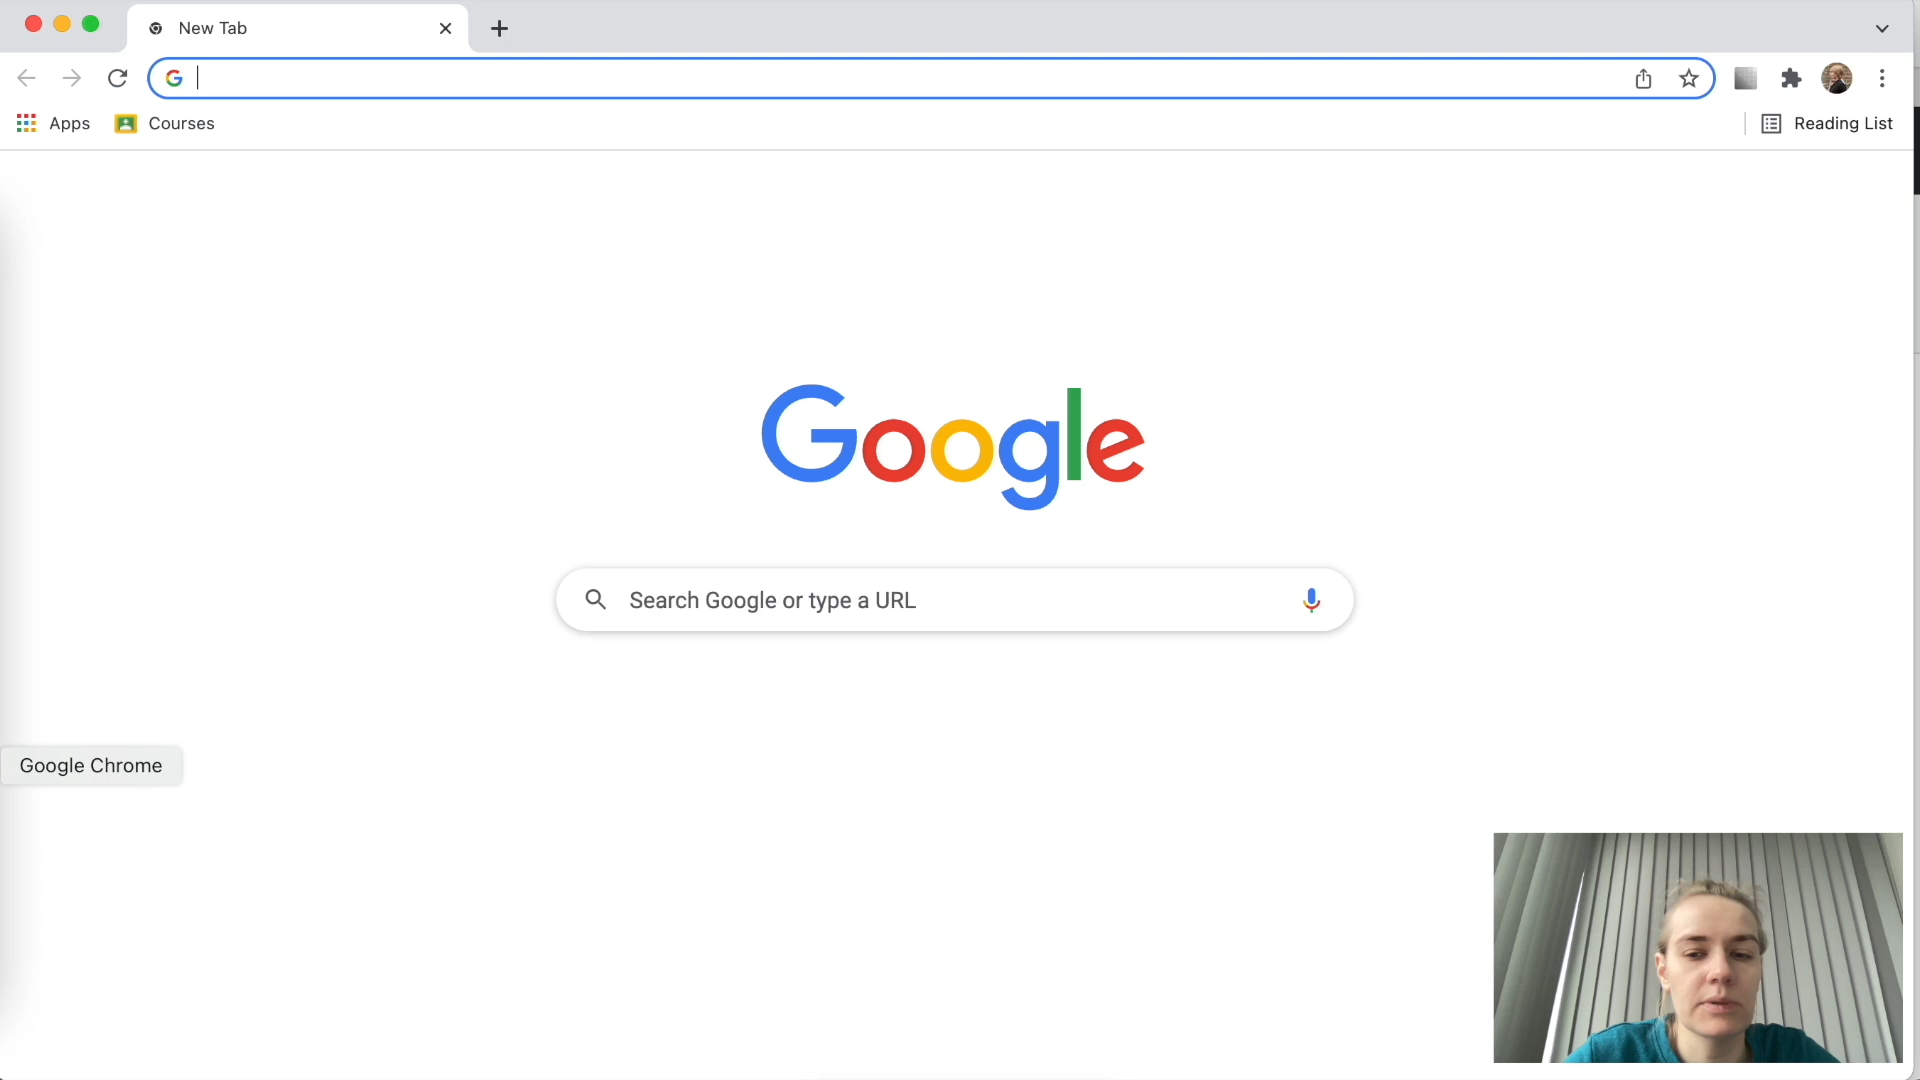 New Tab
Apps
Courses
Reading List
Google
Search Google or type a URL
Google Chrome